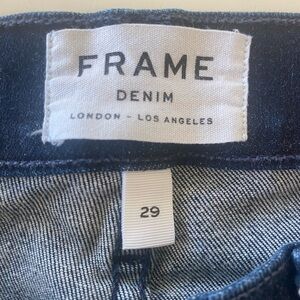 FRAME
DENIM
LONDON - LOS ANGELES
29